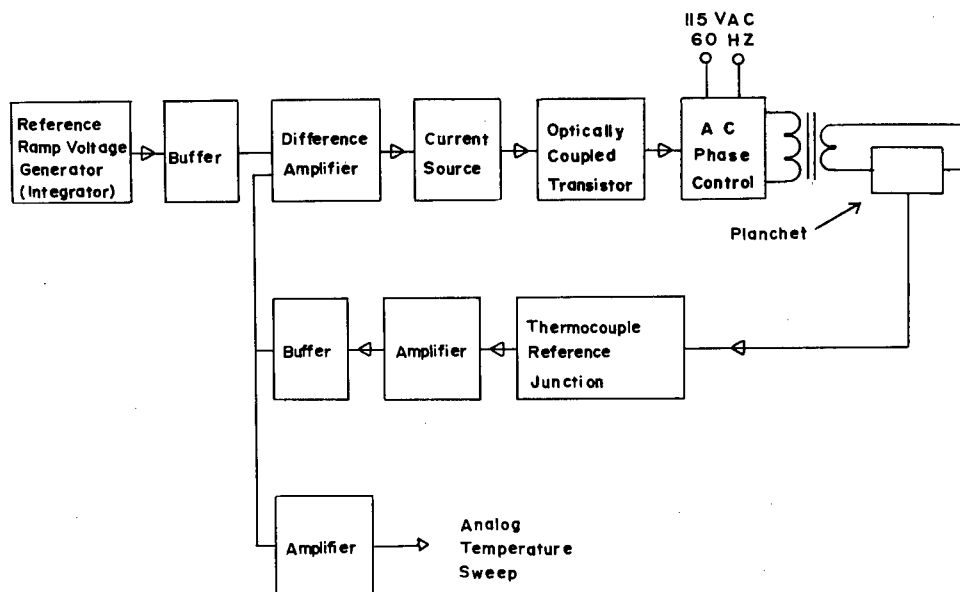 115 VAC
60 HZ
Reference
Ramp Voltage
Generator
(Integrator)
Buffer
Difference
Amplifier
Current
Source
Optically
Coupled
Transistor
A C
Phase
Control
Planchet
Buffer
Amplifier
Thermocouple
Reference
Junction
Amplifier
Analog
Temperature
Sweep